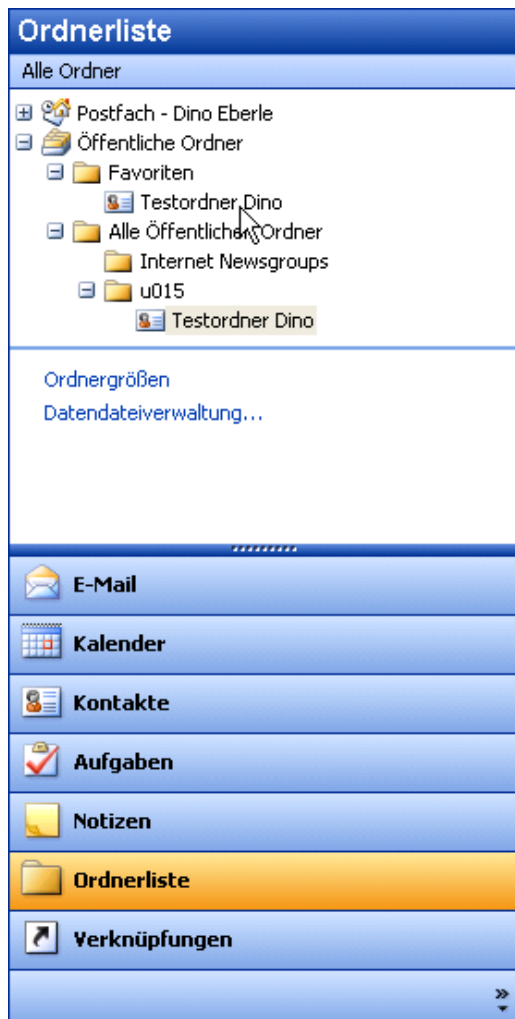 Ordnerliste
Alle Ordner
Postfach - Dino Eberle
Öffentliche Ordner
Favoriten
Testordner Dino
Alle Öffentlichen Ordner
Internet Newsgroups
u015
Testordner Dino
Ordnergrößen
Datendateiverwaltung...
E-Mail
Kalender
Kontakte
Aufgaben
Notizen
Ordnerliste
Verknüpfungen